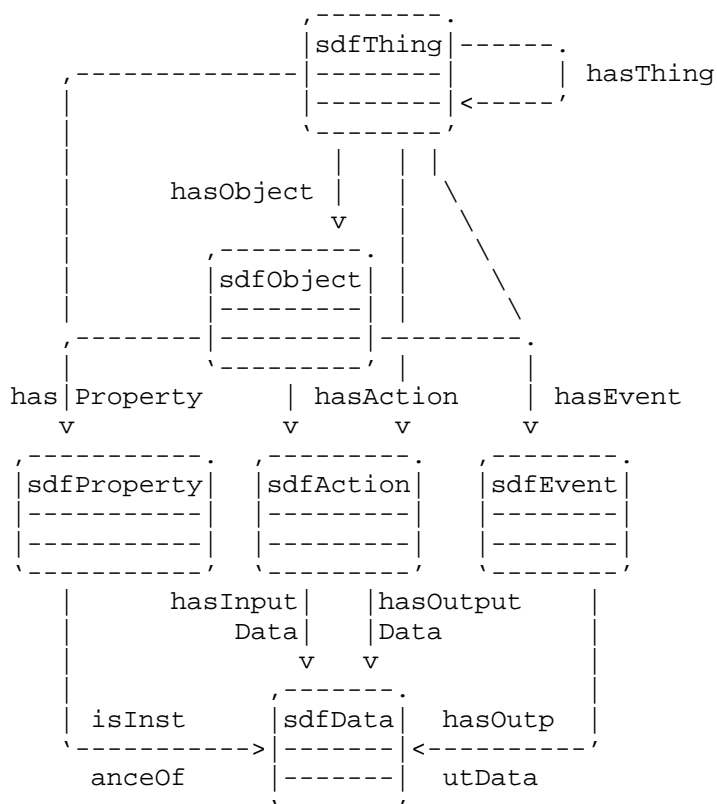 sdfThing
hasThing
hasObject
sdfObject
has Property hasAction hasEvent
sdfProperty sdfAction sdfEvent
hasInput hasOutput
Data Data
isInst sdfData hasOutp
anceOf utData